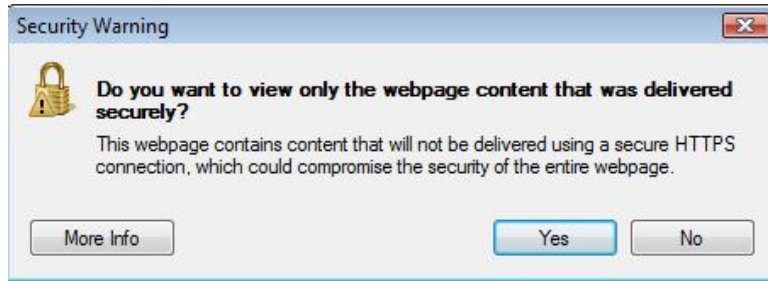 Security Warning
Do you want to view only the webpage content that was delivered
securely?
This webpage contains content that will not be delivered using a secure HTTPS
connection, which could compromise the security of the entire webpage.
More Info
Yes
No